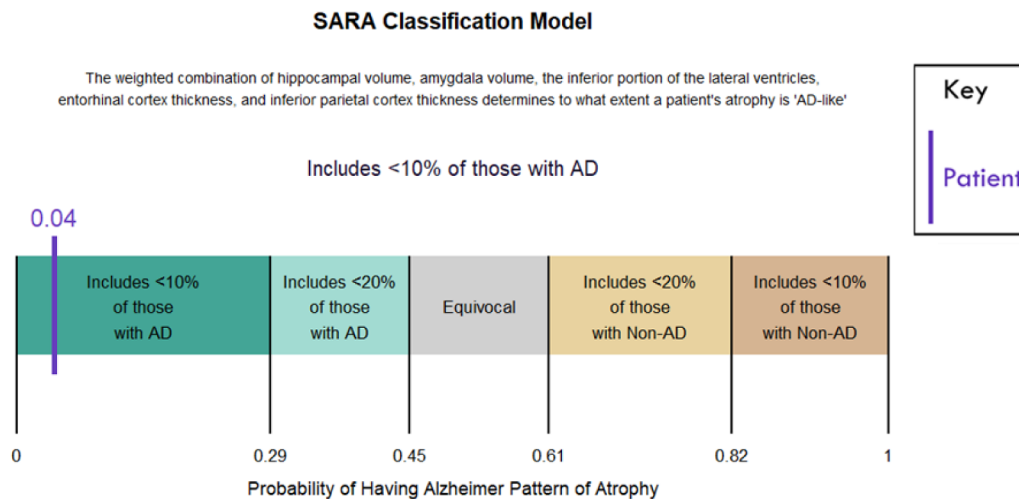 SARA Classification Model
The weighted combination of hippocampal volume, amygdala volume, the inferior portion of the lateral ventricles,
entorhinal cortex thickness, and inferior parietal cortex thickness determines to what extent a patient's atrophy is 'AD-like'
Key
Patient
Includes <10% of those with AD
0.04
Includes <10%
of those
with AD
Includes <20%
of those
with AD
Equivocal
Includes <20%
of those
with Non-AD
Includes <10%
of those
with Non-AD
0
0.29
0.45
0.61
0.82
1
Probability of Having Alzheimer Pattern of Atrophy